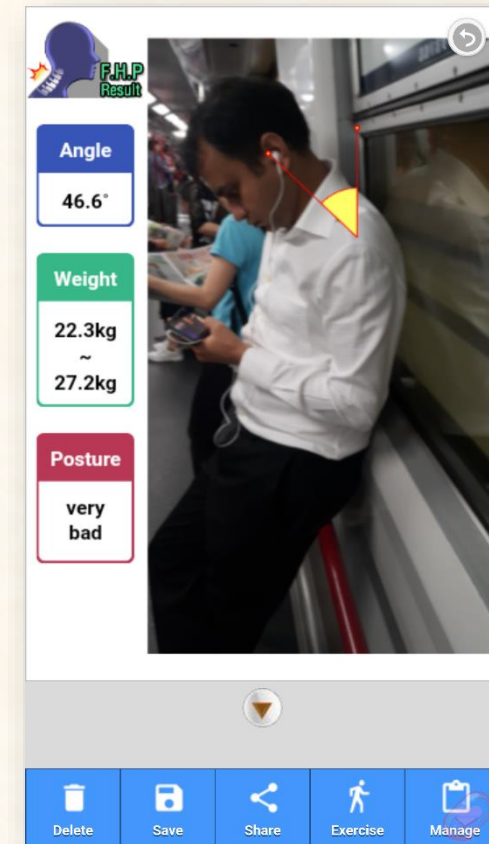 F.H.P
Result
Angle
46.6°
Weight
22.3kg
~
27.2kg
Posture
very
bad
Delete
Save
Share
Exercise
Manage